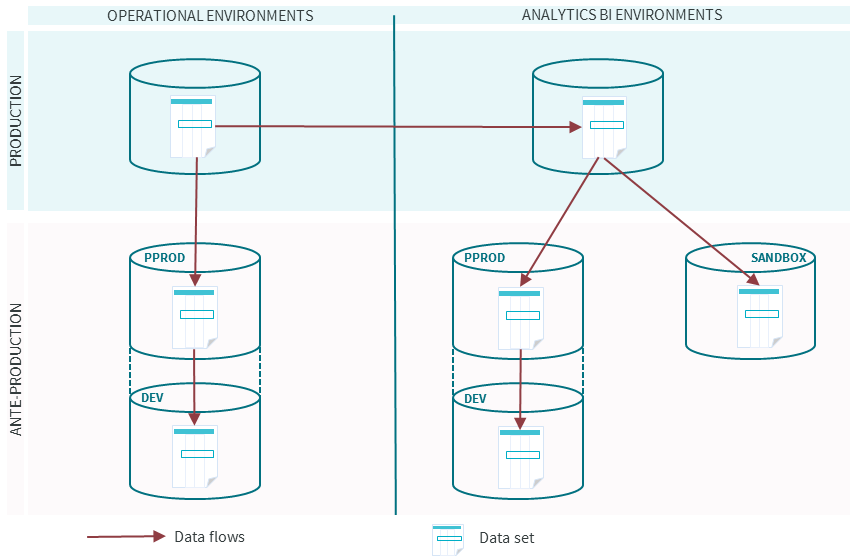 OPERATIONAL ENVIRONMENTS
ANALYTICS BI ENVIRONMENTS
PRODUCTION
PPROD
PPROD
SANDBOX
ANTE-PRODUCTION
DEV
DEV
Data flows
Data set